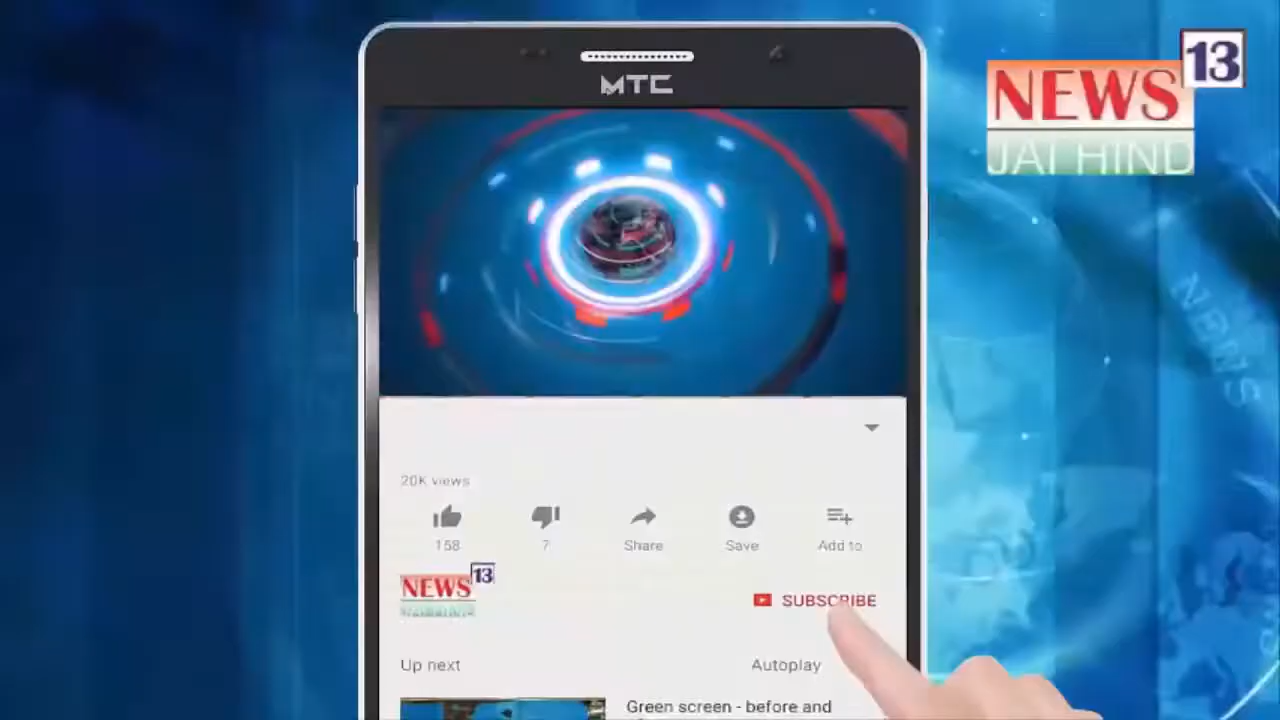 MTC
NEWS 13
JAI HIND
20K views
158
7
Share
Save
Add to
NEWS 13
SUBSCRIBE
Up next
Autoplay
Green screen - before and
NEWS